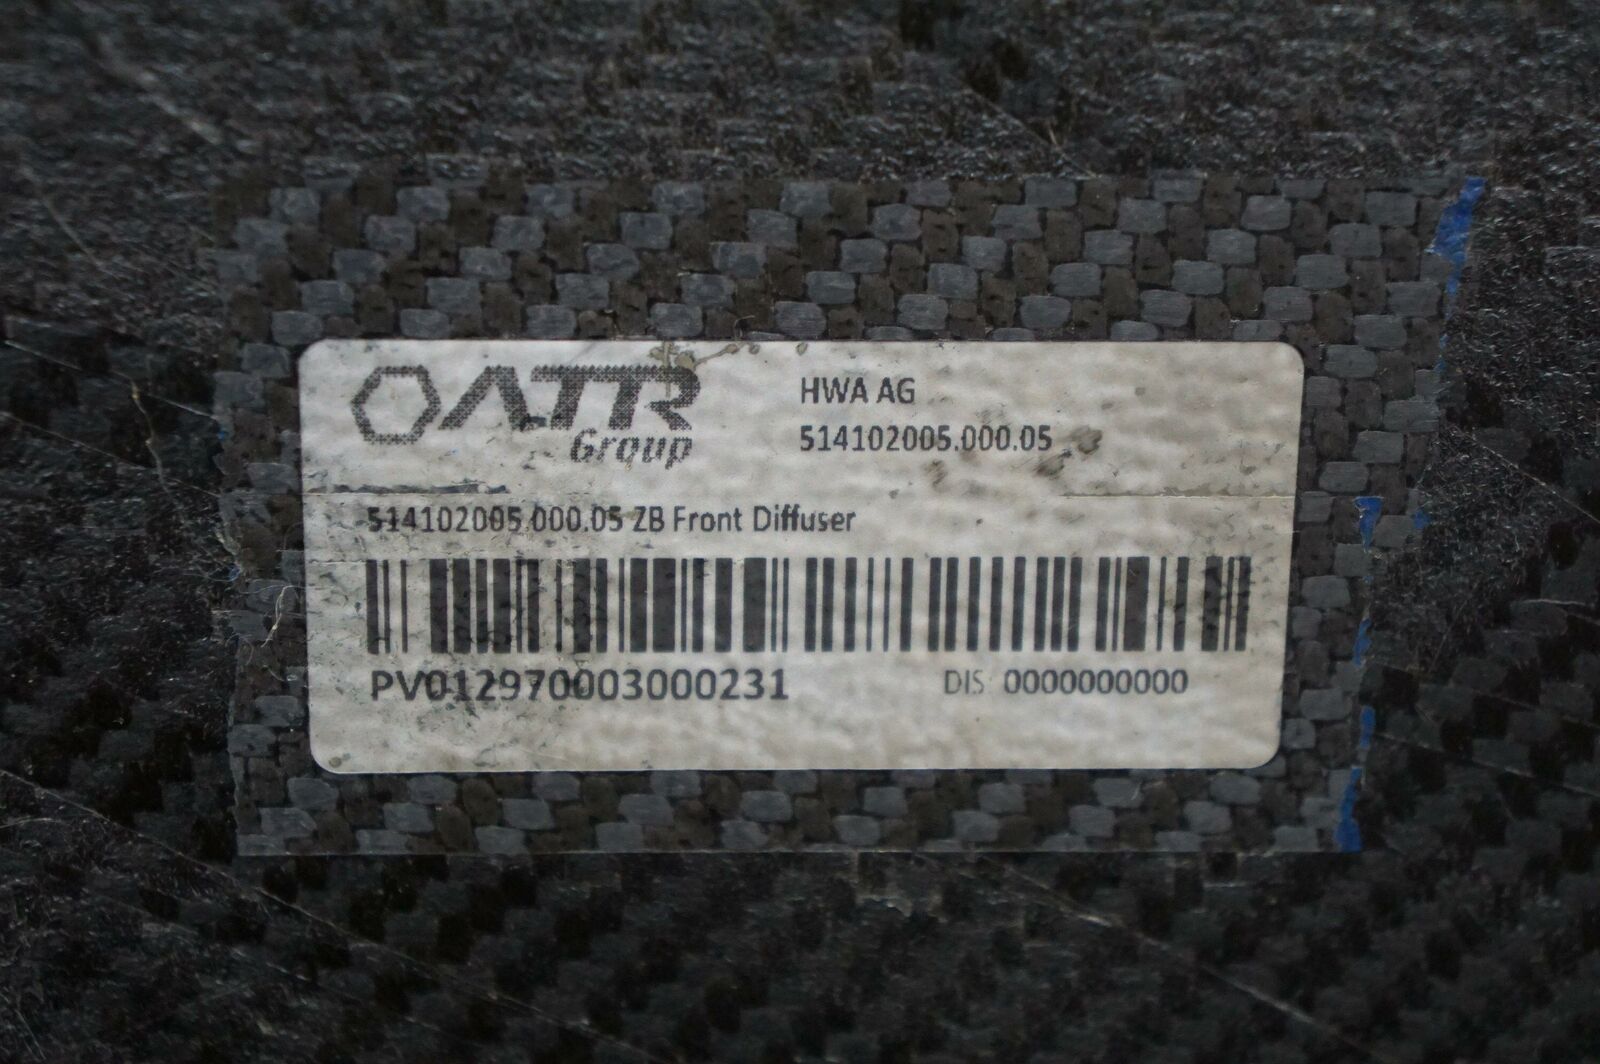 ATR
Group
HWA AG
514102005.000.05
514102005.000.05 ZB Front Diffuser
PV012970003000231
DIS 0000000000